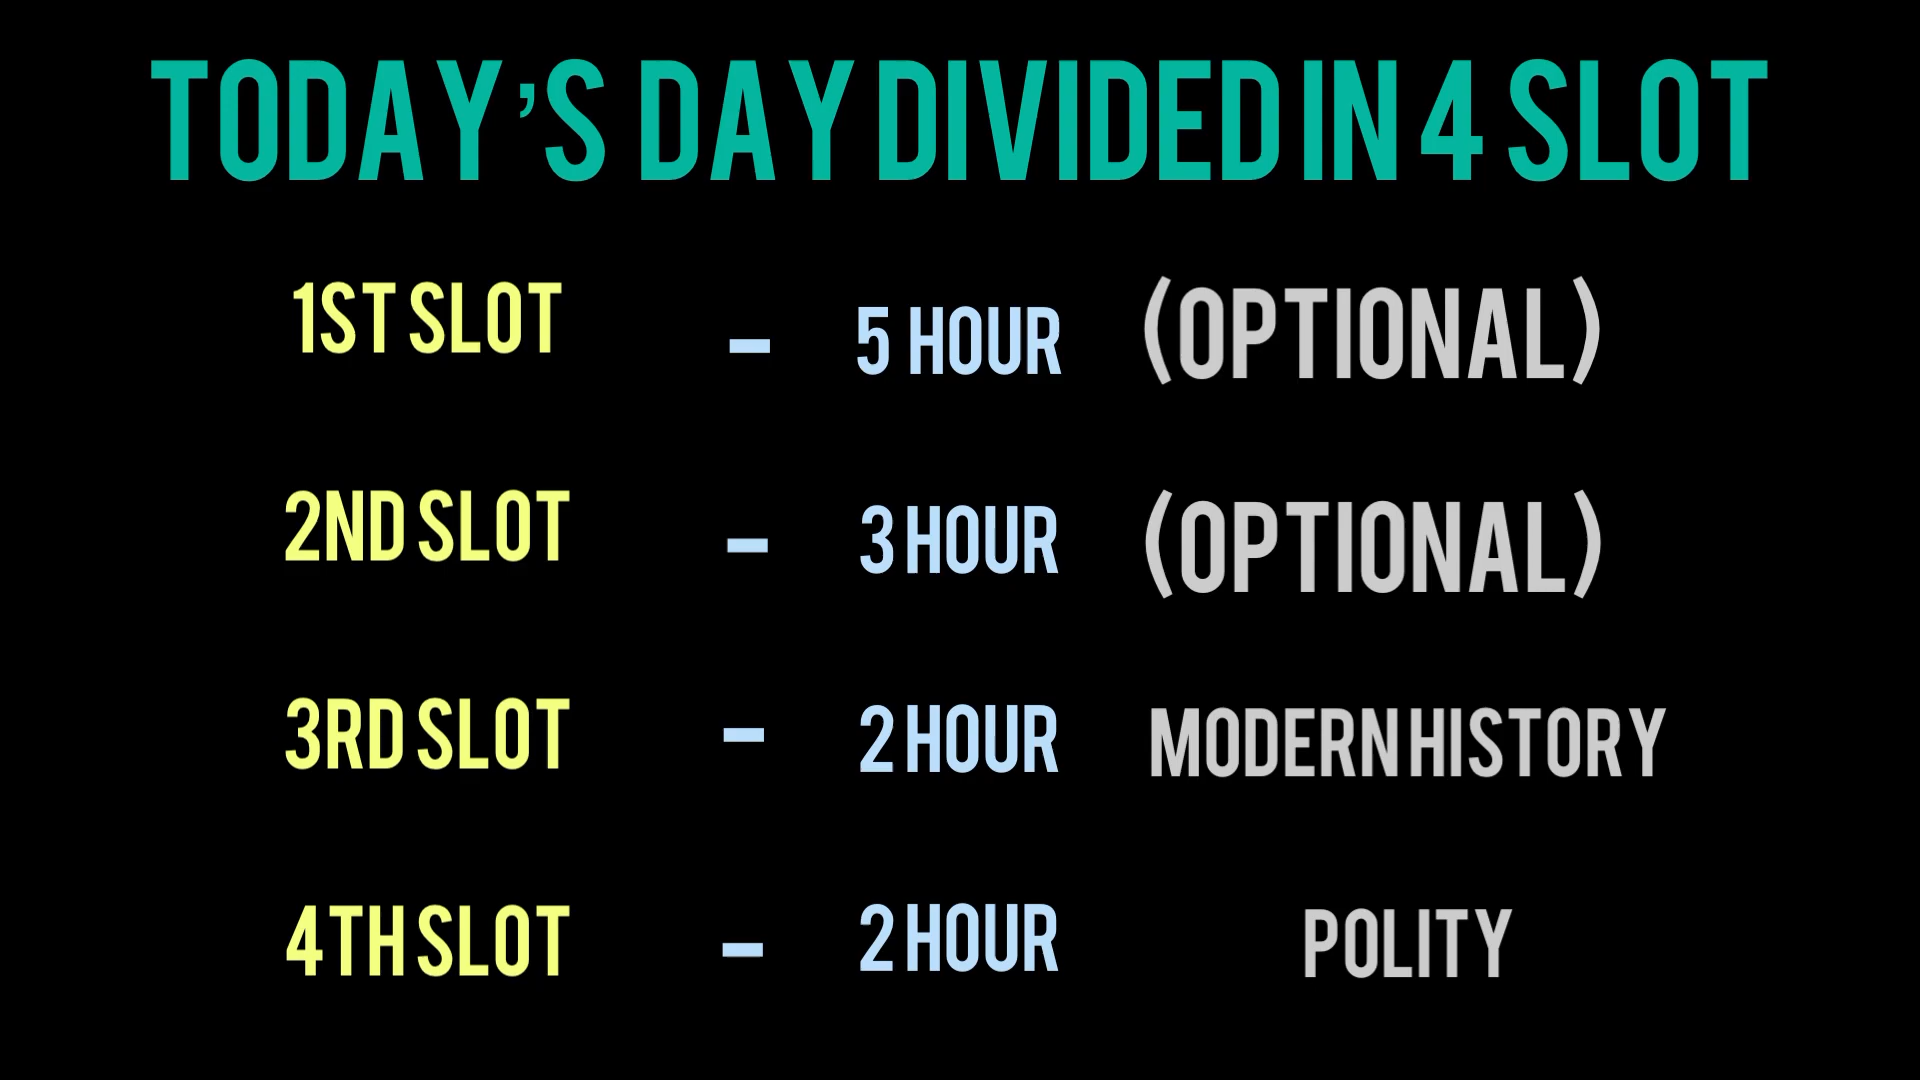 TODAY'S DAY DIVIDED IN 4 SLOT
1ST SLOT - 5 HOUR (OPTIONAL)
2ND SLOT - 3 HOUR (OPTIONAL)
3RD SLOT - 2 HOUR MODERN HISTORY
4TH SLOT - 2 HOUR POLITY